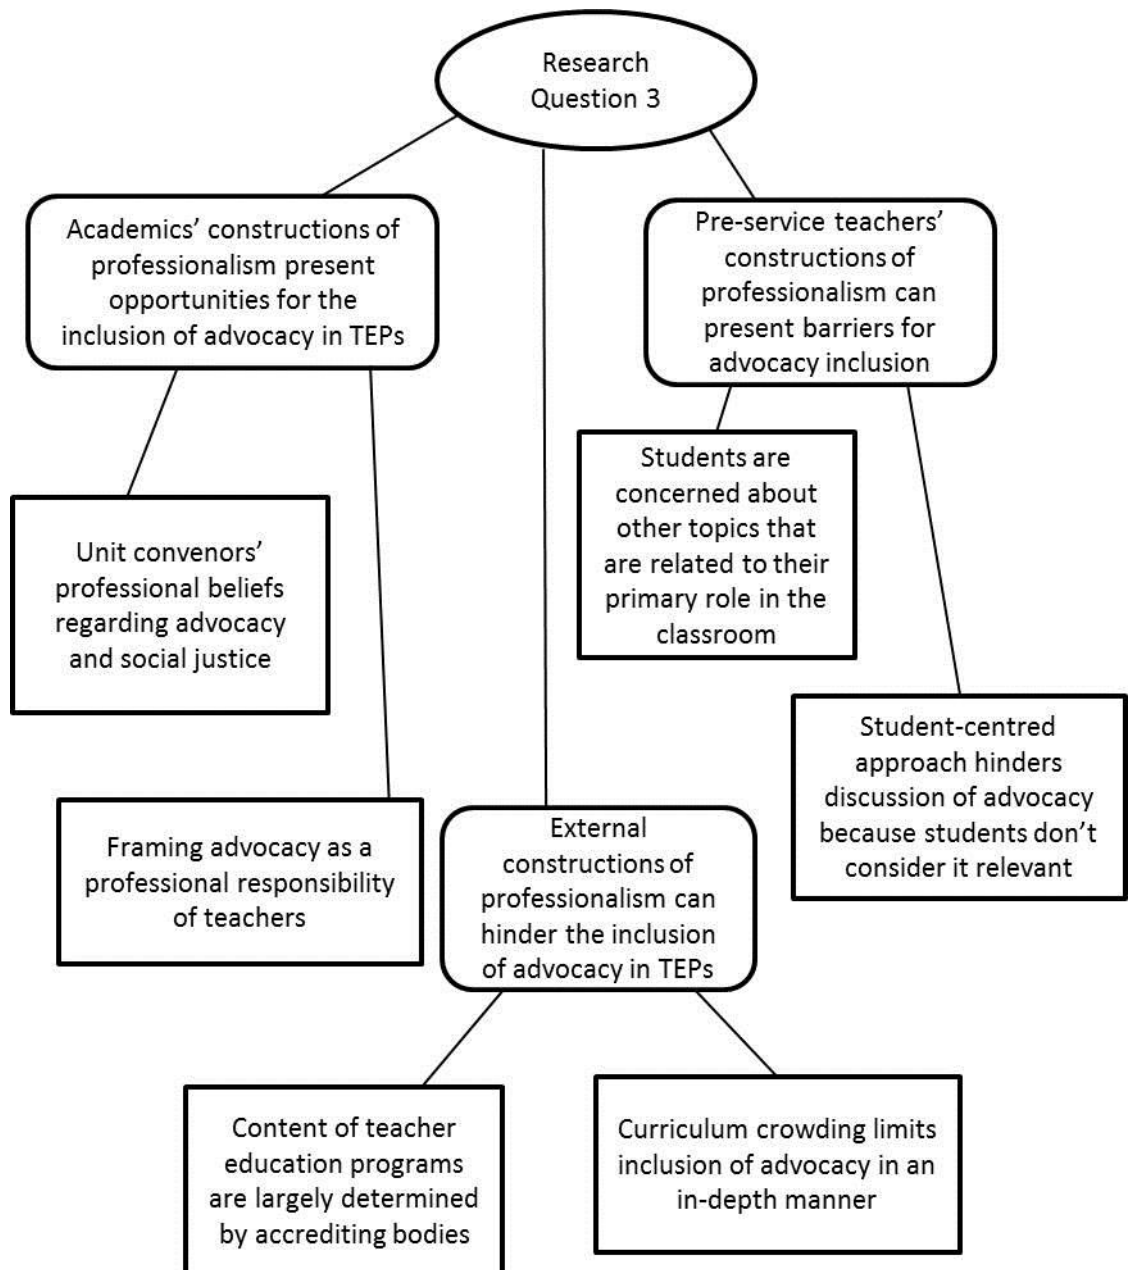 Research
Question 3
Academics’ constructions of
professionalism present
opportunities for the
inclusion of advocacy in TEPs
Pre-service teachers’
constructions of
professionalism can
present barriers for
advocacy inclusion
Students are
concerned about
other topics that
are related to their
primary role in the
classroom
Unit convenors’
professional beliefs
regarding advocacy
and social justice
Student-centred
approach hinders
discussion of advocacy
because students don’t
consider it relevant
Framing advocacy as a
professional responsibility
of teachers
External
constructions of
professionalism can
hinder the inclusion
of advocacy in TEPs
Content of teacher
education programs
are largely determined
by accrediting bodies
Curriculum crowding limits
inclusion of advocacy in an
in-depth manner